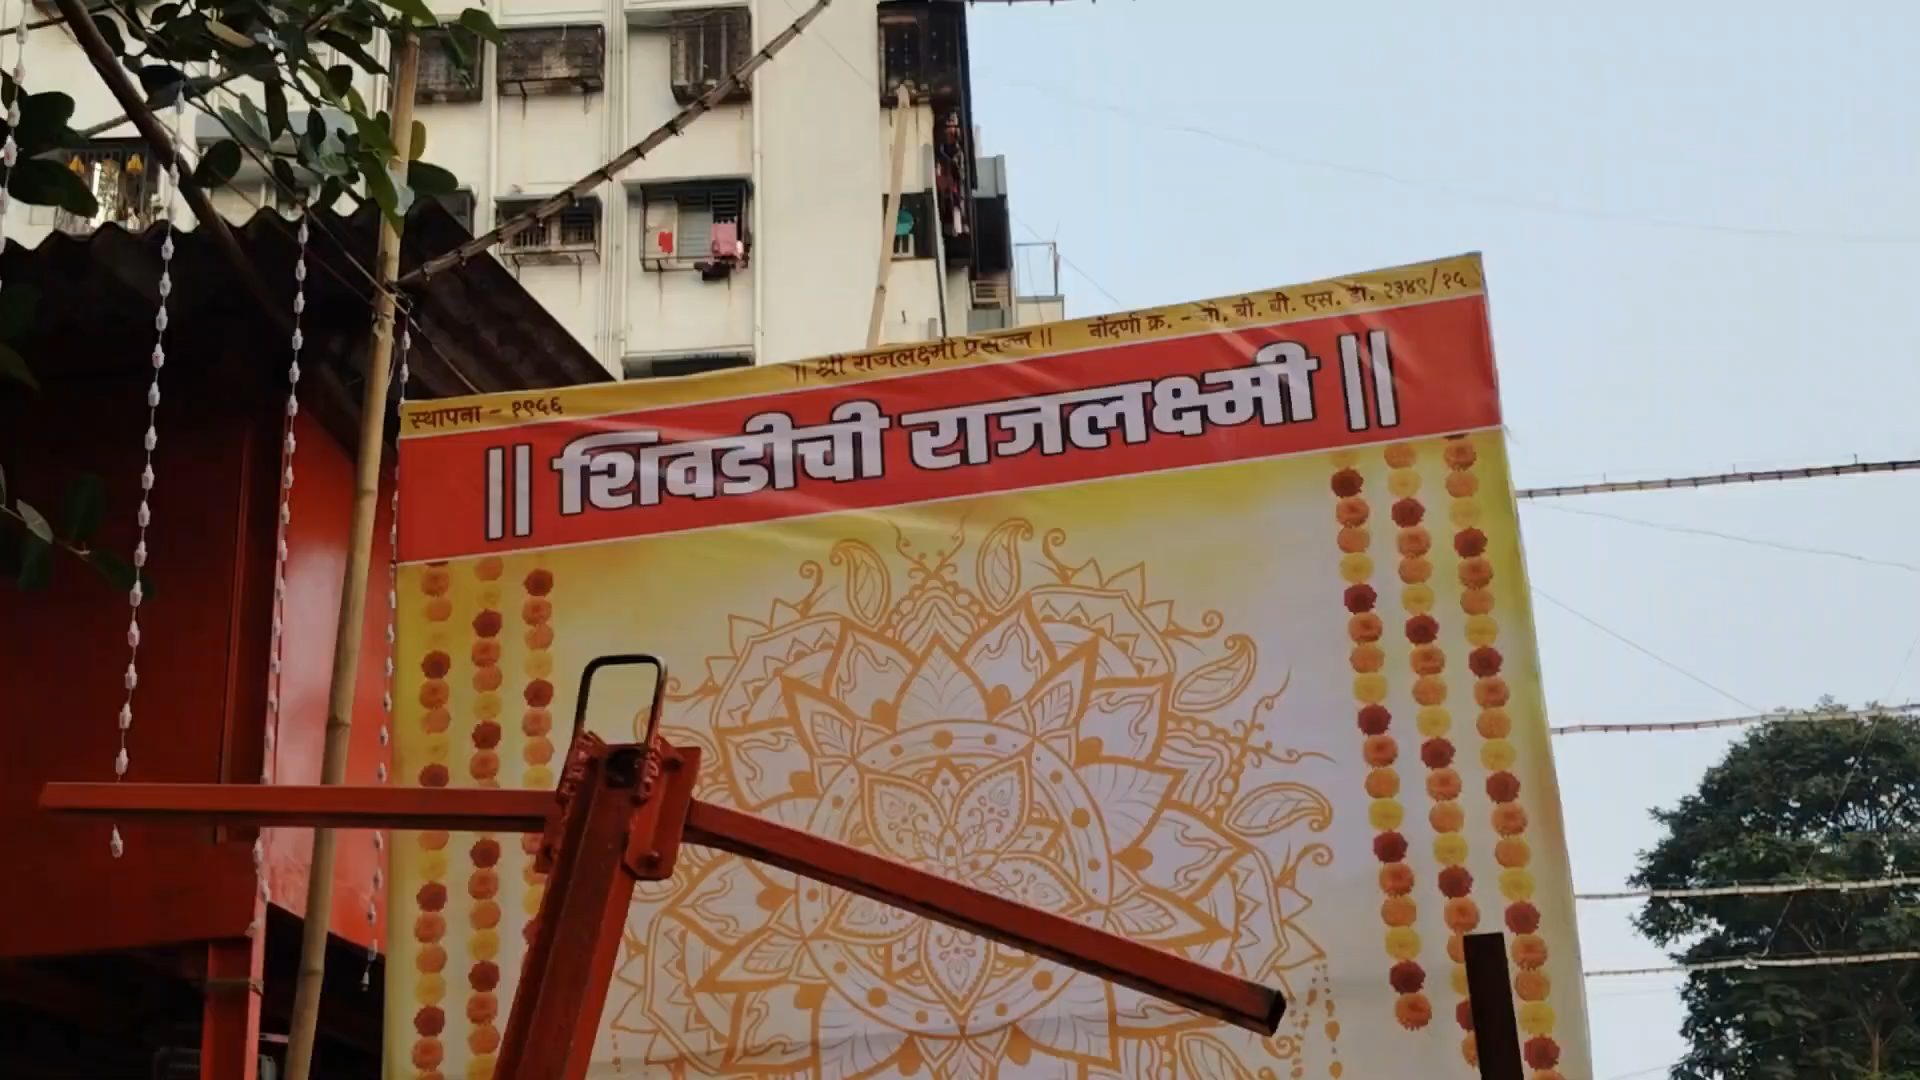 || श्री राजलक्ष्मी प्रसन्न ||
स्थापना - १९५६
नोंदणी क्र. - जी. बी. बी. एस. डी. २३४९/१५
|| शिवडीची राजलक्ष्मी ||